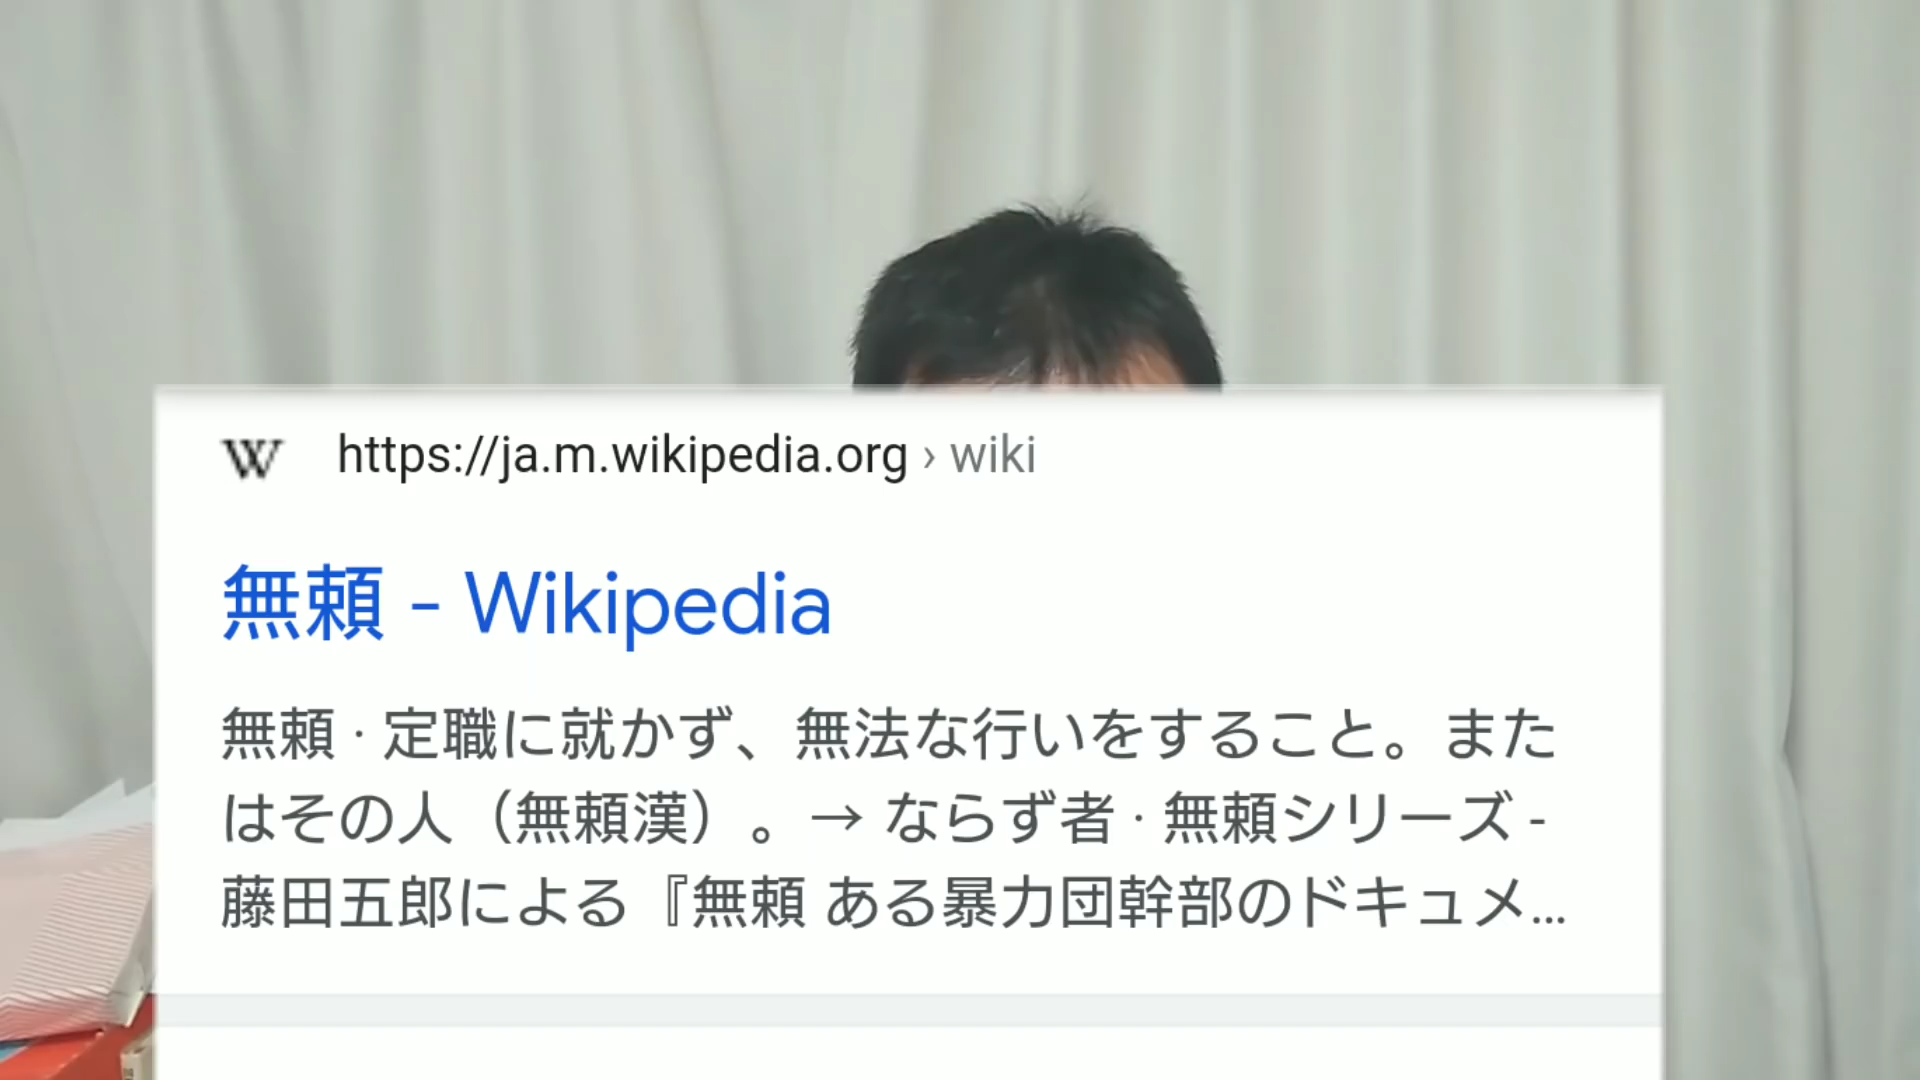 W https://ja.m.wikipedia.org › wiki
無頼 - Wikipedia
無頼 · 定職に就かず、無法な行いをすること。また
はその人（無頼漢）。→ ならず者 · 無頼シリーズ -
藤田五郎による『無頼 ある暴力団幹部のドキュメ...